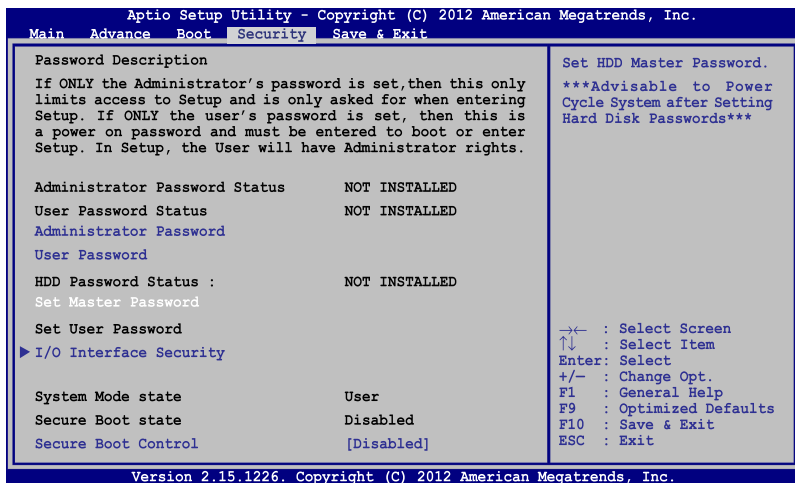 Aptio Setup Utility - Copyright (C) 2012 American Megatrends, Inc.
Main Advance Boot Security Save & Exit
Password Description
If ONLY the Administrator's password is set,then this only
limits access to Setup and is only asked for when entering
Setup. If ONLY the user's password is set, then this is
a power on password and must be entered to boot or enter
Setup. In Setup, the User will have Administrator rights.
Administrator Password Status NOT INSTALLED
User Password Status NOT INSTALLED
Administrator Password
User Password
HDD Password Status : NOT INSTALLED
Set Master Password
Set User Password
I/O Interface Security
System Mode state User
Secure Boot state Disabled
Secure Boot Control [Disabled]
Set HDD Master Password.
***Advisable to Power
Cycle System after Setting
Hard Disk Passwords***
→← : Select Screen
↑↓ : Select Item
Enter: Select
+/— : Change Opt.
F1 : General Help
F9 : Optimized Defaults
F10 : Save & Exit
ESC : Exit
Version 2.15.1226. Copyright (C) 2012 American Megatrends, Inc.